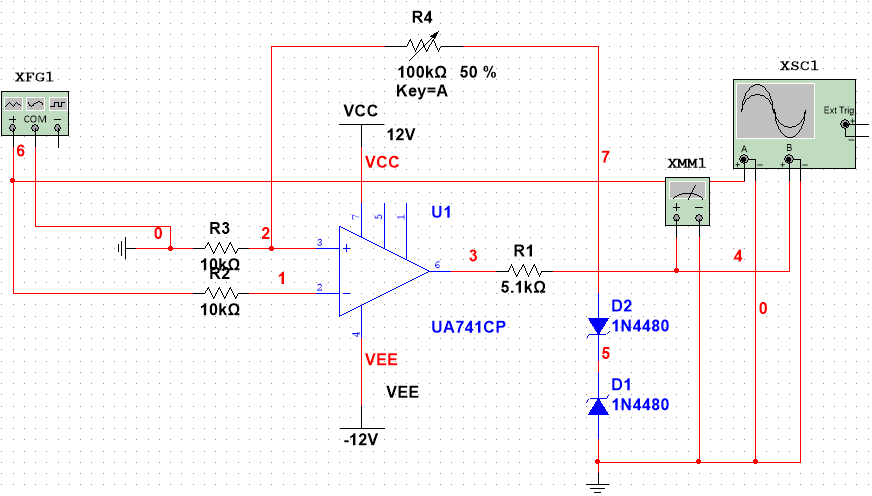 R4
XFG1
100kΩ 50 %
Key=A
XSC1
COM
+
-
VCC
12V
Ext Trig
+
-
A
B
+
-
+
-
6
VCC
7
XMM1
+
-
7
5
1
U1
0
R3
2
3
+
10kΩ
R2
1
2
-
10kΩ
3
6
R1
4
5.1kΩ
UA741CP
4
VEE
VEE
-12V
D2
1N4480
5
D1
1N4480
0